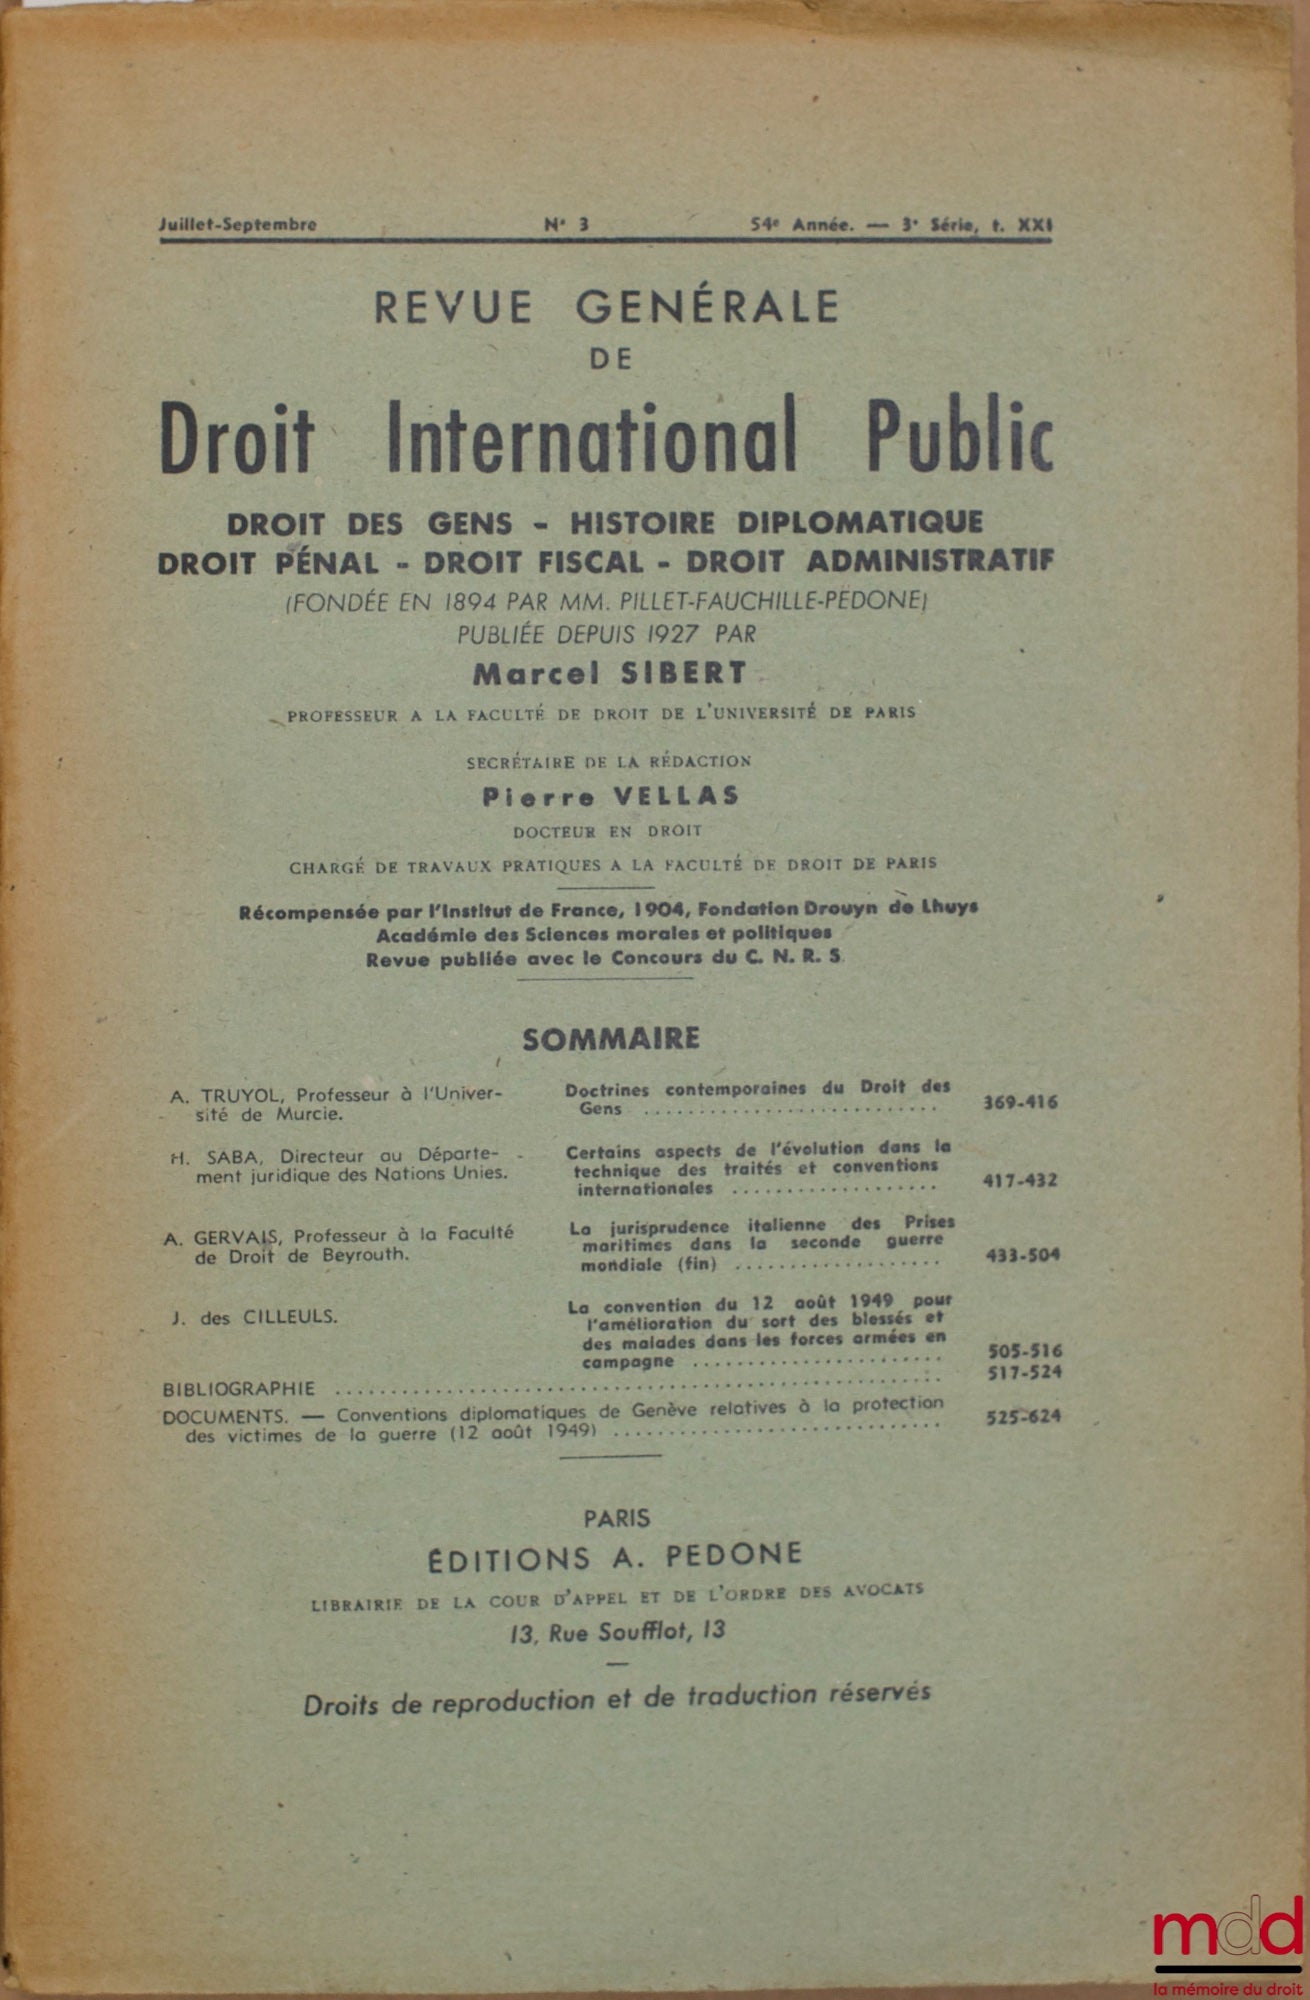 Juillet-Septembre N° 3 54e Année. — 3e Série, t. XXI
REVUE GENÉRALE
DE
Droit International Public
DROIT DES GENS - HISTOIRE DIPLOMATIQUE
DROIT PÉNAL - DROIT FISCAL - DROIT ADMINISTRATIF
(FONDÉE EN 1894 PAR MM. PILLET-FAUCHILLE-PEDONE)
PUBLIÉE DEPUIS 1927 PAR
Marcel SIBERT
PROFESSEUR A LA FACULTÉ DE DROIT DE L'UNIVERSITÉ DE PARIS
SECRÉTAIRE DE LA RÉDACTION
Pierre VELLAS
DOCTEUR EN DROIT
CHARGÉ DE TRAVAUX PRATIQUES A LA FACULTÉ DE DROIT DE PARIS
Récompensée par l'Institut de France, 1904, Fondation Drouyn de Lhuys
Académie des Sciences morales et politiques
Revue publiée avec le Concours du C. N. R. S.
SOMMAIRE
A. TRUYOL, Professeur à l'Univer-
sité de Murcie.
Doctrines contemporaines du Droit des
Gens .......................... 369-416
H. SABA, Directeur au Départe-
ment juridique des Nations Unies.
Certains aspects de l'évolution dans la
technique des traités et conventions
internationales .................. 417-432
A. GERVAIS, Professeur à la Faculté
de Droit de Beyrouth.
La jurisprudence italienne des Prises
maritimes dans la seconde guerre
mondiale (fin) .................. 433-504
J. des CILLEULS.
La convention du 12 août 1949 pour
l'amélioration du sort des blessés et
des malades dans les forces armées en
campagne ...................... 505-516
BIBLIOGRAPHIE .................................................... 517-524
DOCUMENTS. — Conventions diplomatiques de Genève relatives à la protection
des victimes de la guerre (12 août 1949) ............................ 525-624
PARIS
ÉDITIONS A. PEDONE
LIBRAIRIE DE LA COUR D'APPEL ET DE L'ORDRE DES AVOCATS
13, Rue Soufflot, 13
Droits de reproduction et de traduction réservés
mdd
la mémoire du droit